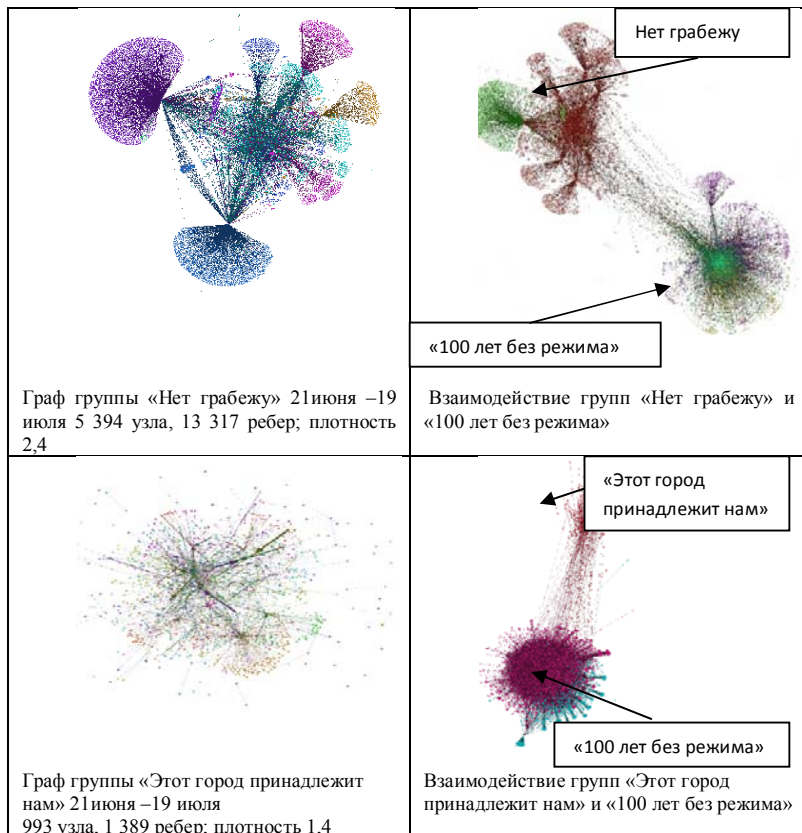 Нет грабежу
«100 лет без режима»
Граф группы «Нет грабежу» 21июня –19
июля 5 394 узла, 13 317 ребер; плотность
2,4
Взаимодействие групп «Нет грабежу» и
«100 лет без режима»
«Этот город
принадлежит нам»
«100 лет без режима»
Граф группы «Этот город принадлежит
нам» 21июня –19 июля
993 узла, 1 389 ребер; плотность 1,4
Взаимодействие групп «Этот город
принадлежит нам» и «100 лет без режима»